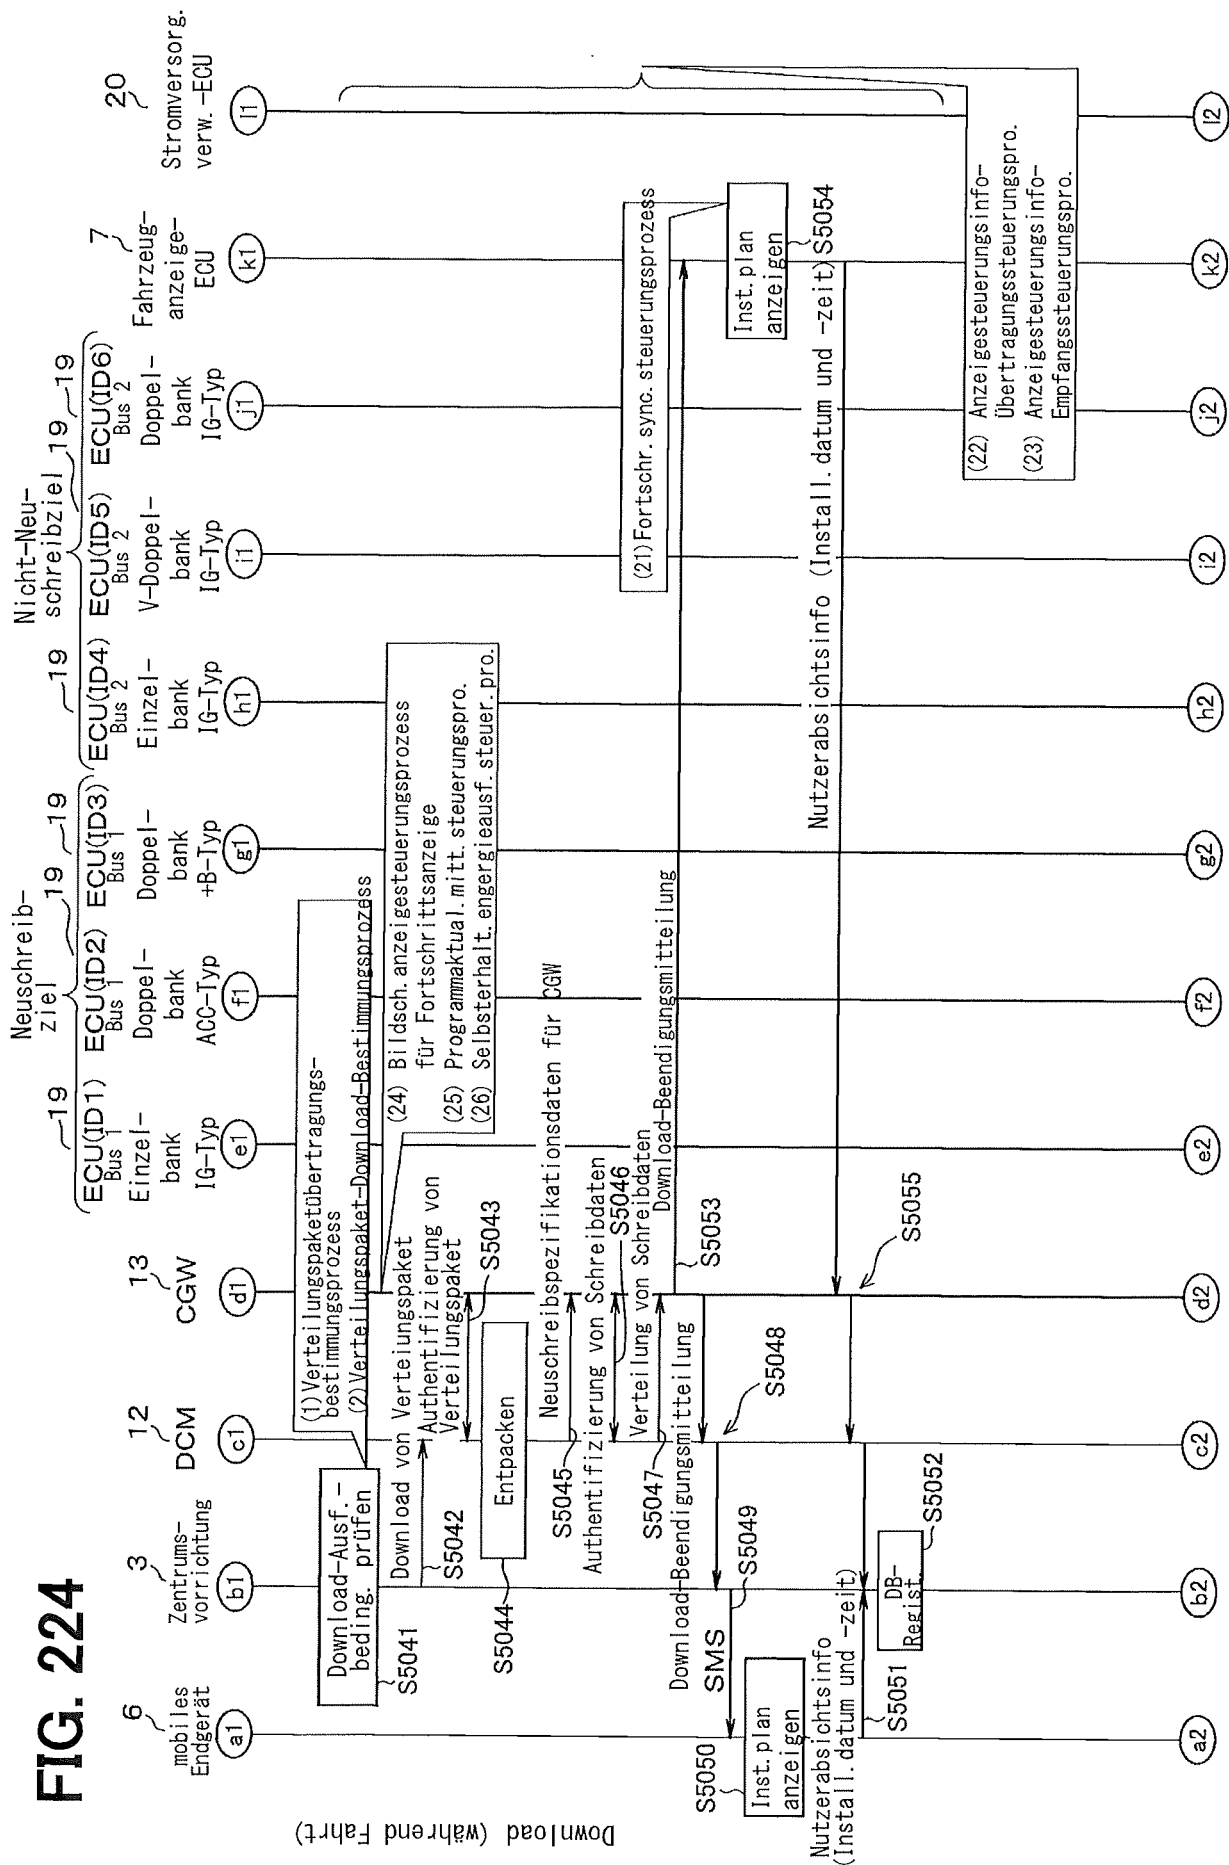 FIG. 224
Download (während Fahrt)
6
mobiles
Endgerät
a1
3
Zentrums-
vorrichtung
b1
12
DCM
c1
13
CGW
d1
Neuschreib-
ziel
19
ECU(ID1)
Bus 1
Einzel-
bank
IG-Typ
e1
19
ECU(ID2)
Bus 1
Doppel-
bank
ACC-Typ
f1
19
ECU(ID3)
Bus 1
Doppel-
bank
+B-Typ
g1
Nicht-Neu-
schreibziel
19
ECU(ID4)
Bus 2
Einzel-
bank
IG-Typ
h1
19
ECU(ID5)
Bus 2
V-Doppel-
bank
IG-Typ
i1
19
ECU(ID6)
Bus 2
Doppel-
bank
IG-Typ
j1
7
Fahrzeug-
anzeige-
ECU
k1
20
Stromversorg.
verw.-ECU
l1
Download-Ausf.-
beding. prüfen
S5041
(1) Verteilungspaketübertragungs-
bestimmungsprozess
(2) Verteilungspaket-Download-Bestimmungsprozess
(24) Bildsch.anzeigesteuerungsprozess
für Fortschrittsanzeige
(25) Programmaktual.mitt.steuerungspro.
(26) Selbsterhalt.engergieausf.steuer.pro.
Download von Verteilungspaket
S5042
Authentifizierung von
Verteilungspaket
S5043
Entpacken
S5044
Neuschreibspezifikationsdaten für CGW
S5045
Authentifizierung von Schreibdaten
S5046
Verteilung von Schreibdaten
S5047
(21) Fortschr.sync.steuerungsprozess
Download-Beendigungsmitteilung
S5053
Download-Beendigungsmitteilung
S5048
SMS
S5049
S5050
Inst.plan
anzeigen
Inst.plan
anzeigen
S5054
Nutzerabsichtsinfo (Install.datum und -zeit)
S5055
Nutzerabsichtsinfo
(Install.datum und -zeit)
S5051
DB-
Regist.
S5052
(22) Anzeigesteuerungsinfo-
Übertragungssteuerungspro.
(23) Anzeigesteuerungsinfo-
Empfangssteuerungspro.
a2
b2
c2
d2
e2
f2
g2
h2
i2
j2
k2
l2